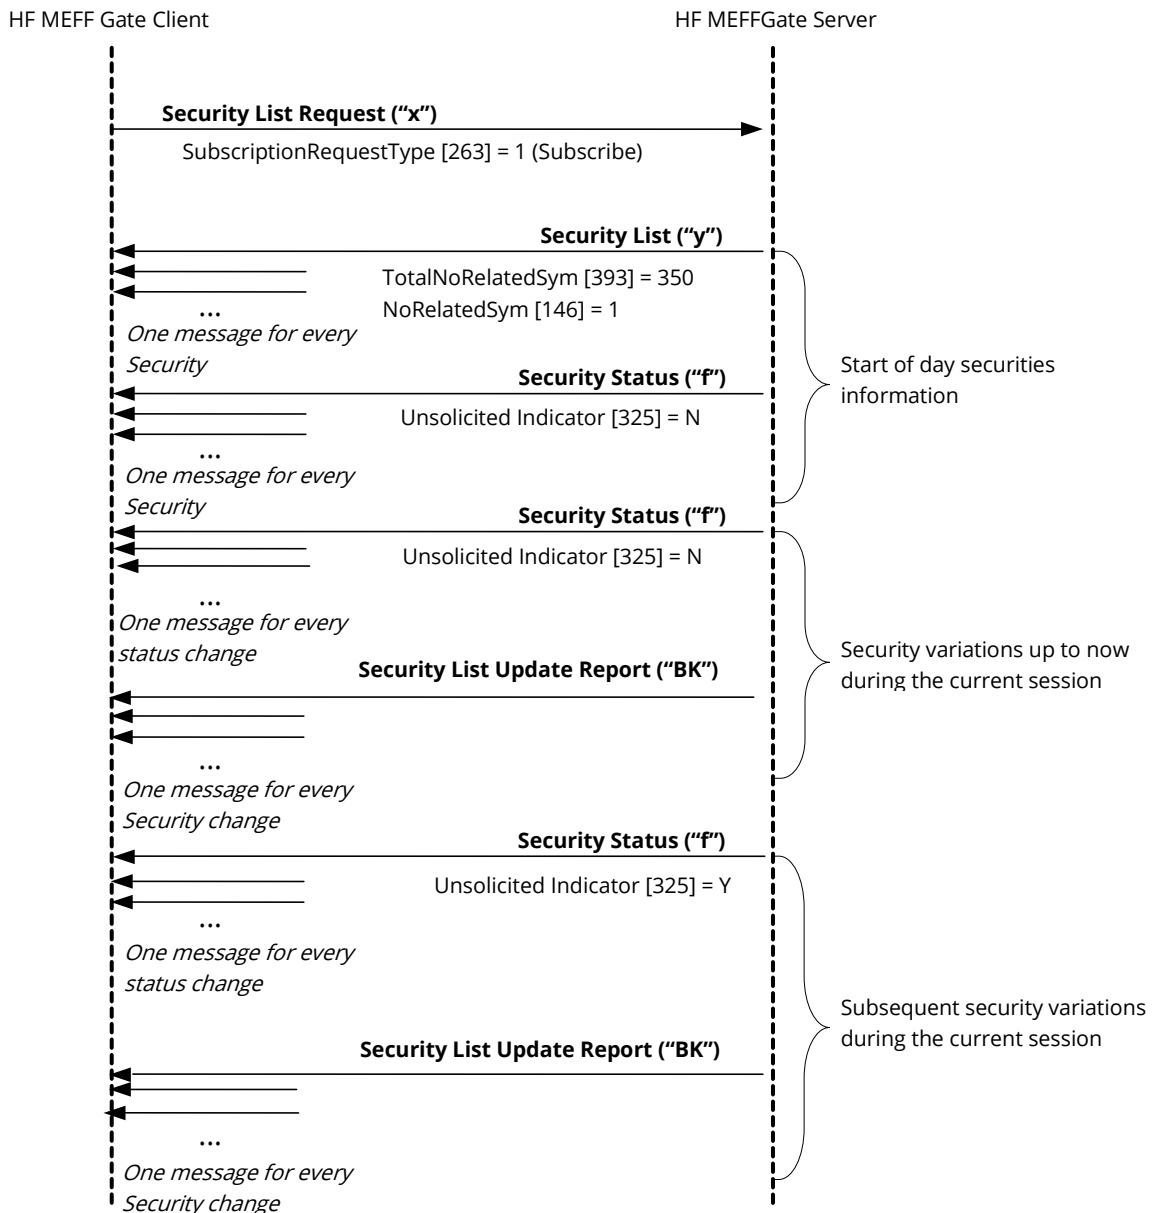 HF MEFF Gate Client
HF MEFFGate Server
Security List Request (“x”)
SubscriptionRequestType [263] = 1 (Subscribe)
Security List (“y”)
TotalNoRelatedSym [393] = 350
NoRelatedSym [146] = 1
...
One message for every
Security
Start of day securities
information
Security Status (“f”)
Unsolicited Indicator [325] = N
...
One message for every
Security
Security Status (“f”)
Unsolicited Indicator [325] = N
...
One message for every
status change
Security variations up to now
during the current session
Security List Update Report (“BK”)
...
One message for every
Security change
Security Status (“f”)
Unsolicited Indicator [325] = Y
...
One message for every
status change
Subsequent security variations
during the current session
Security List Update Report (“BK”)
...
One message for every
Security change